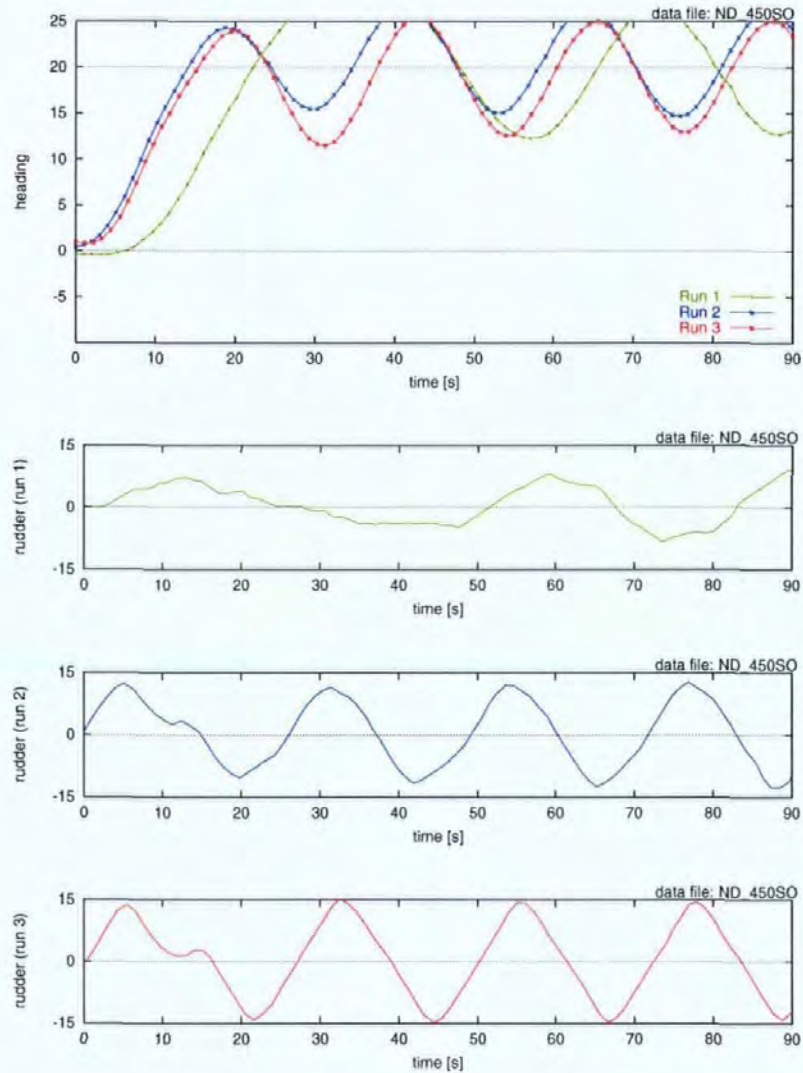 data file: ND_450SO
25
20
15
10
5
0
-5
heading
Run 1
Run 2
Run 3
0 10 20 30 40 50 60 70 80 90
time [s]
data file: ND_450SO
15
0
-15
rudder (run 1)
0 10 20 30 40 50 60 70 80 90
time [s]
data file: ND_450SO
15
0
-15
rudder (run 2)
0 10 20 30 40 50 60 70 80 90
time [s]
data file: ND_450SO
15
0
-15
rudder (run 3)
0 10 20 30 40 50 60 70 80 90
time [s]